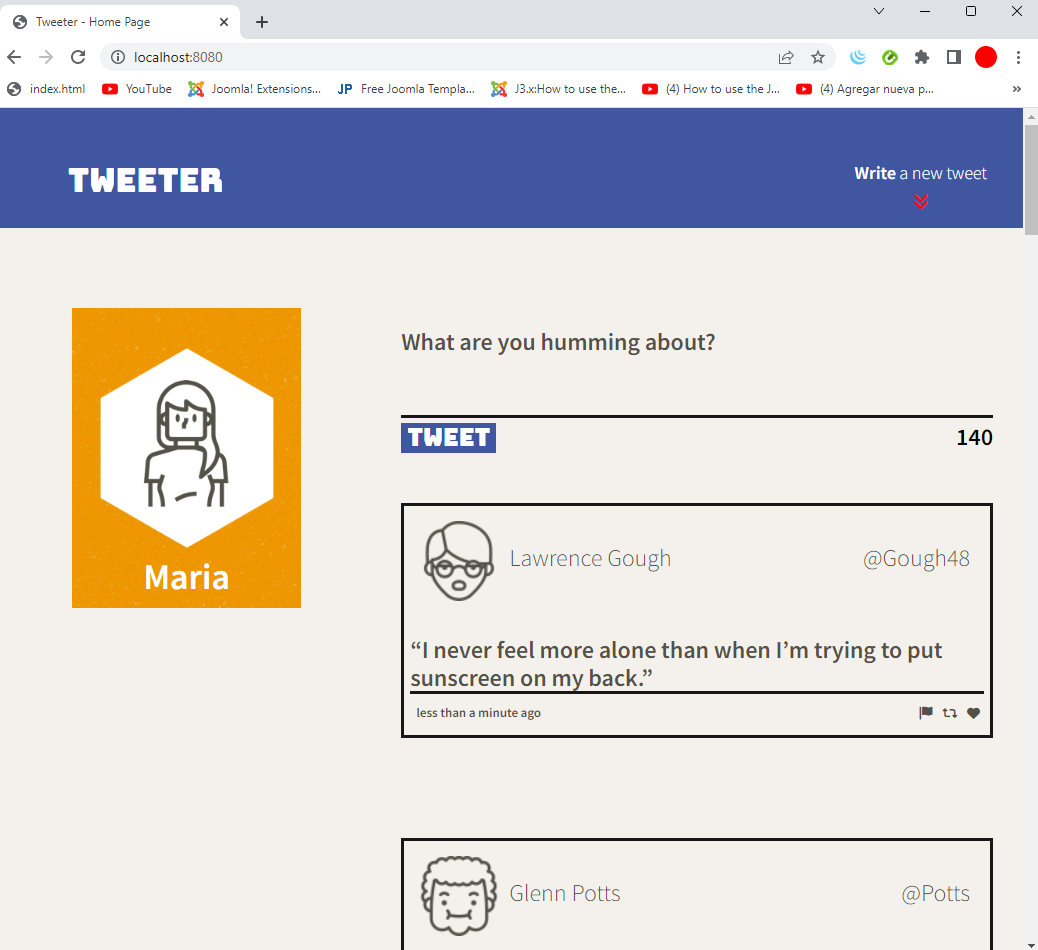 Tweeter - Home Page
localhost:8080
index.html YouTube Joomla! Extensions... JP Free Joomla Templa... J3.x:How to use the... (4) How to use the J... (4) Agregar nueva p... »
TWEETER
Write a new tweet
Maria
What are you humming about?
TWEET 140
Lawrence Gough @Gough48
“I never feel more alone than when I’m trying to put
sunscreen on my back.”
less than a minute ago
Glenn Potts @Potts